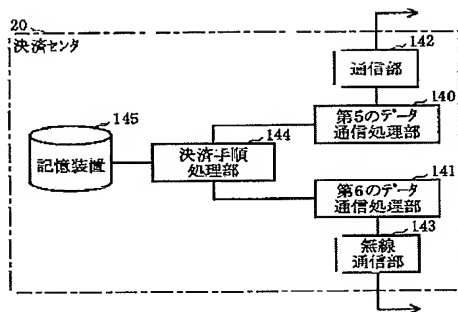 20
決済センタ
142
通信部
140
第5のデータ
通信処理部
145
記憶装置
144
決済手順
処理部
141
第6のデータ
通信処理部
143
無線
通信部